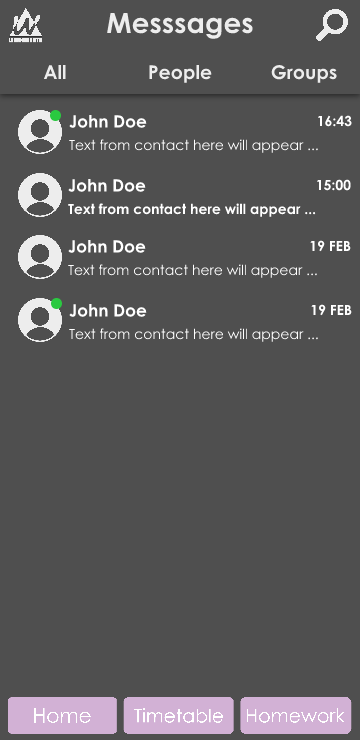 Messsages
All People Groups
John Doe 16:43
Text from contact here will appear ...
John Doe 15:00
Text from contact here will appear ...
John Doe 19 FEB
Text from contact here will appear ...
John Doe 19 FEB
Text from contact here will appear ...
Home Timetable Homework